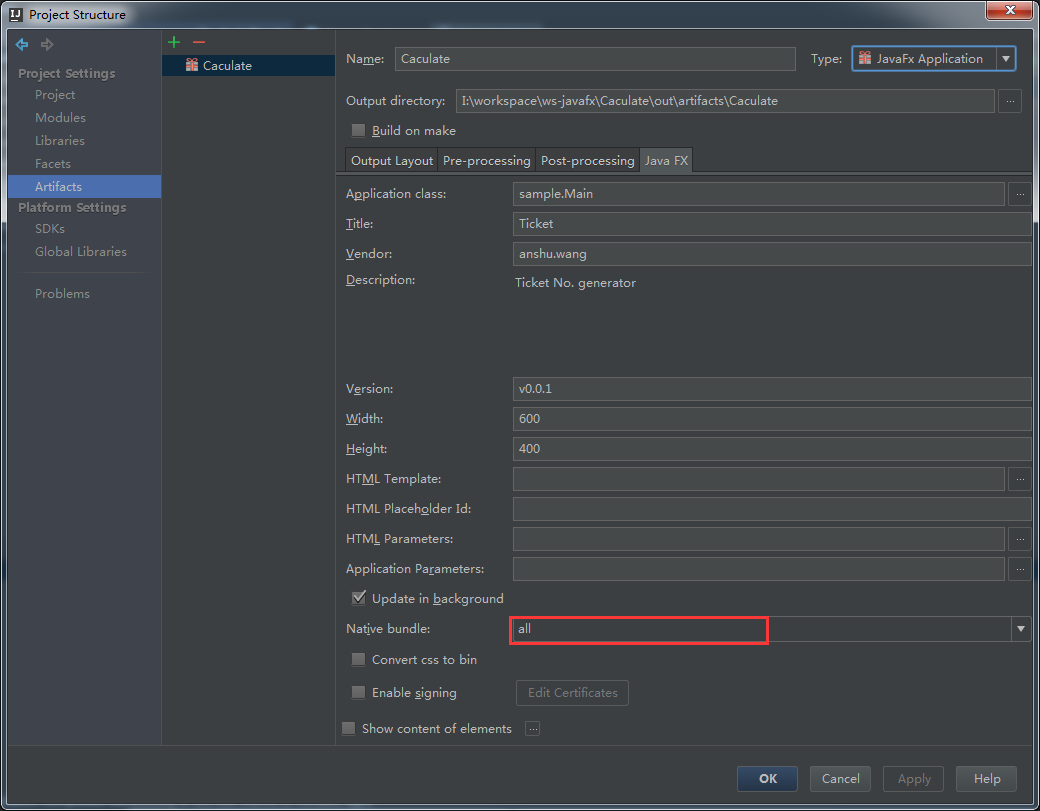 Project Structure
Project Settings
Project
Modules
Libraries
Facets
Artifacts
Platform Settings
SDKs
Global Libraries
Problems
Caculate
Name: Caculate Type: JavaFx Application
Output directory: I:\workspace\ws-javafx\Caculate\out\artifacts\Caculate ...
Build on make
Output Layout Pre-processing Post-processing Java FX
Application class: sample.Main ...
Title: Ticket
Vendor: anshu.wang
Description: Ticket No. generator
Version: v0.0.1
Width: 600
Height: 400
HTML Template: ...
HTML Placeholder Id:
HTML Parameters: ...
Application Parameters: ...
Update in background
Native bundle: all
Convert css to bin
Enable signing Edit Certificates
Show content of elements ...
OK Cancel Apply Help